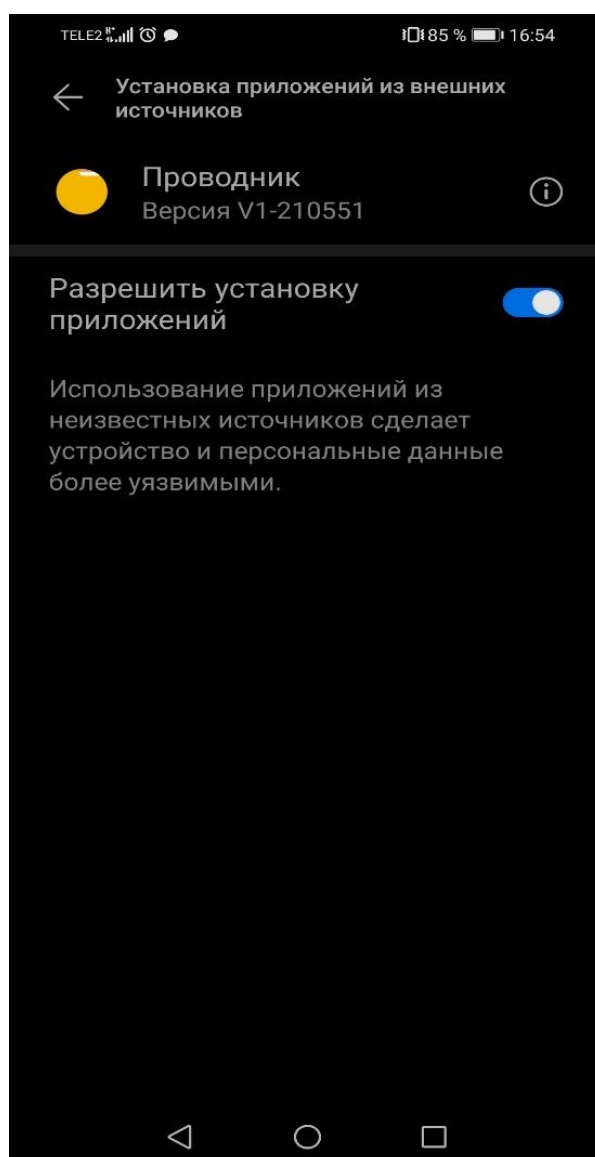 TELE2 85 % 16:54
Установка приложений из внешних
источников
Проводник
Версия V1-210551
Разрешить установку
приложений
Использование приложений из
неизвестных источников сделает
устройство и персональные данные
более уязвимыми.